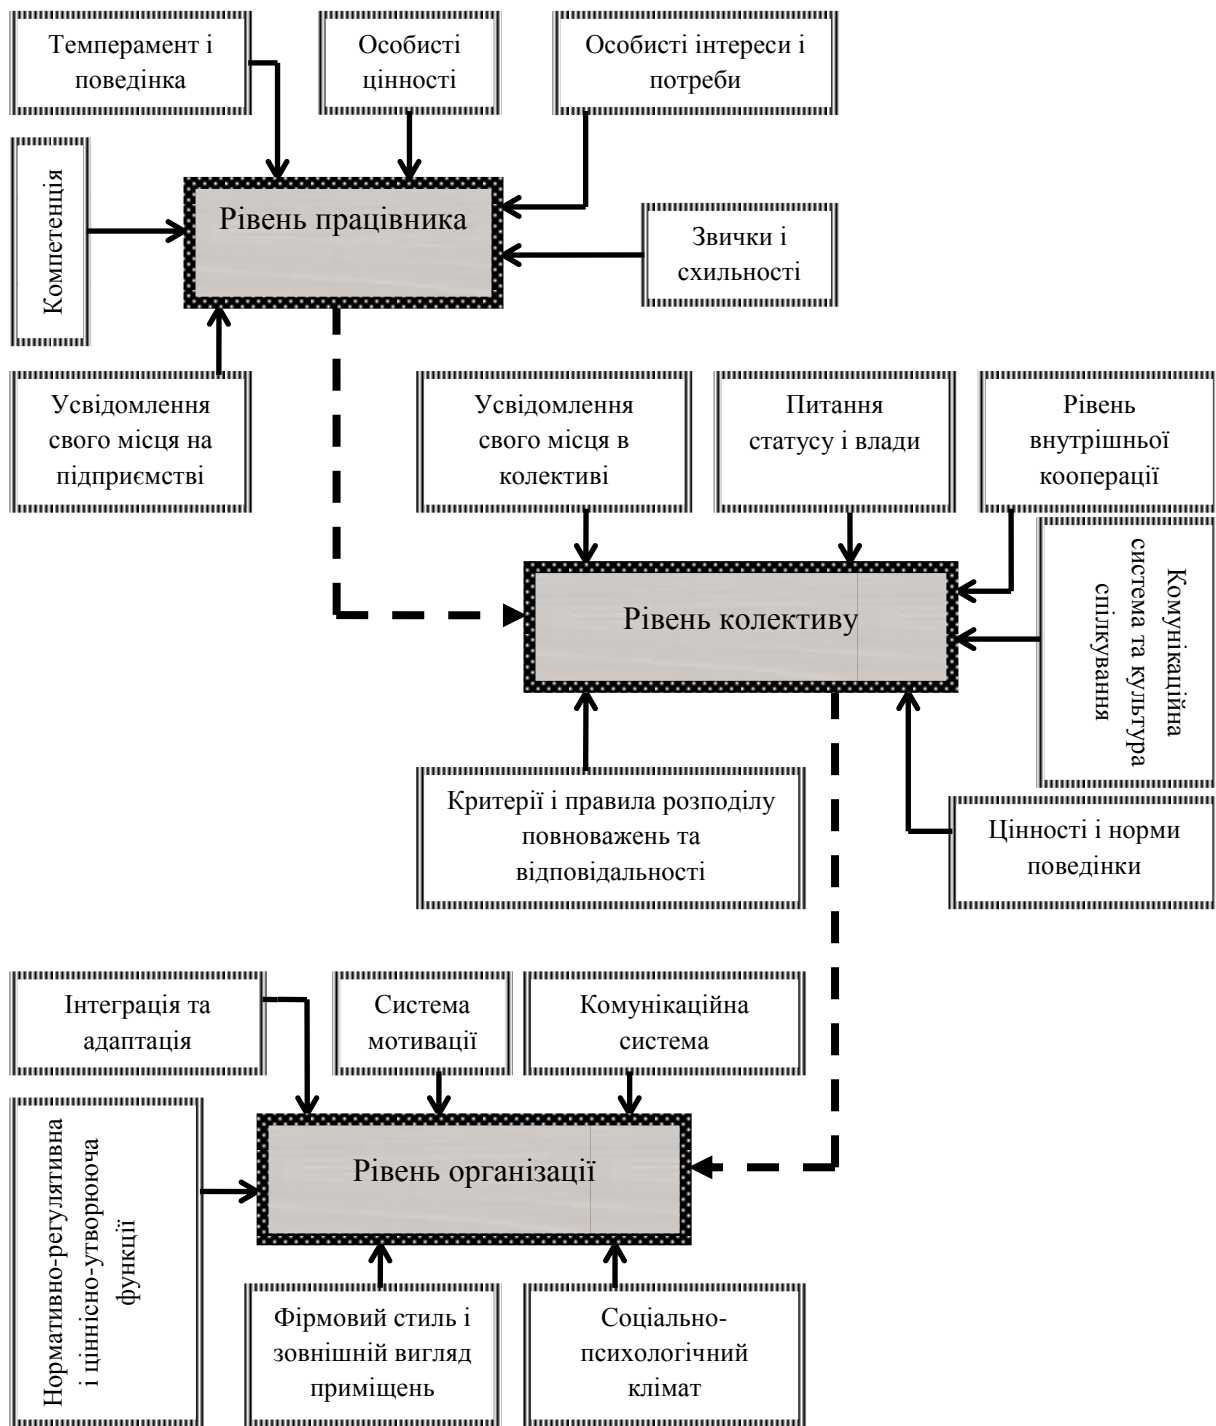 Темперамент і
поведінка
Особисті
цінності
Особисті інтереси і
потреби
Компетенція
Рівень працівника
Звички і
схильності
Усвідомлення
свого місця на
підприємстві
Усвідомлення
свого місця в
колективі
Питання
статусу і влади
Рівень
внутрішньої
кооперації
Рівень колективу
Комунікаційна
система та культура
спілкування
Критерії і правила розподілу
повноважень та
відповідальності
Цінності і норми
поведінки
Інтеграція та
адаптація
Система
мотивації
Комунікаційна
система
Нормативно-регулятивна
і ціннісно-утворююча
функції
Рівень організації
Фірмовий стиль і
зовнішній вигляд
приміщень
Соціально-
психологічний
клімат